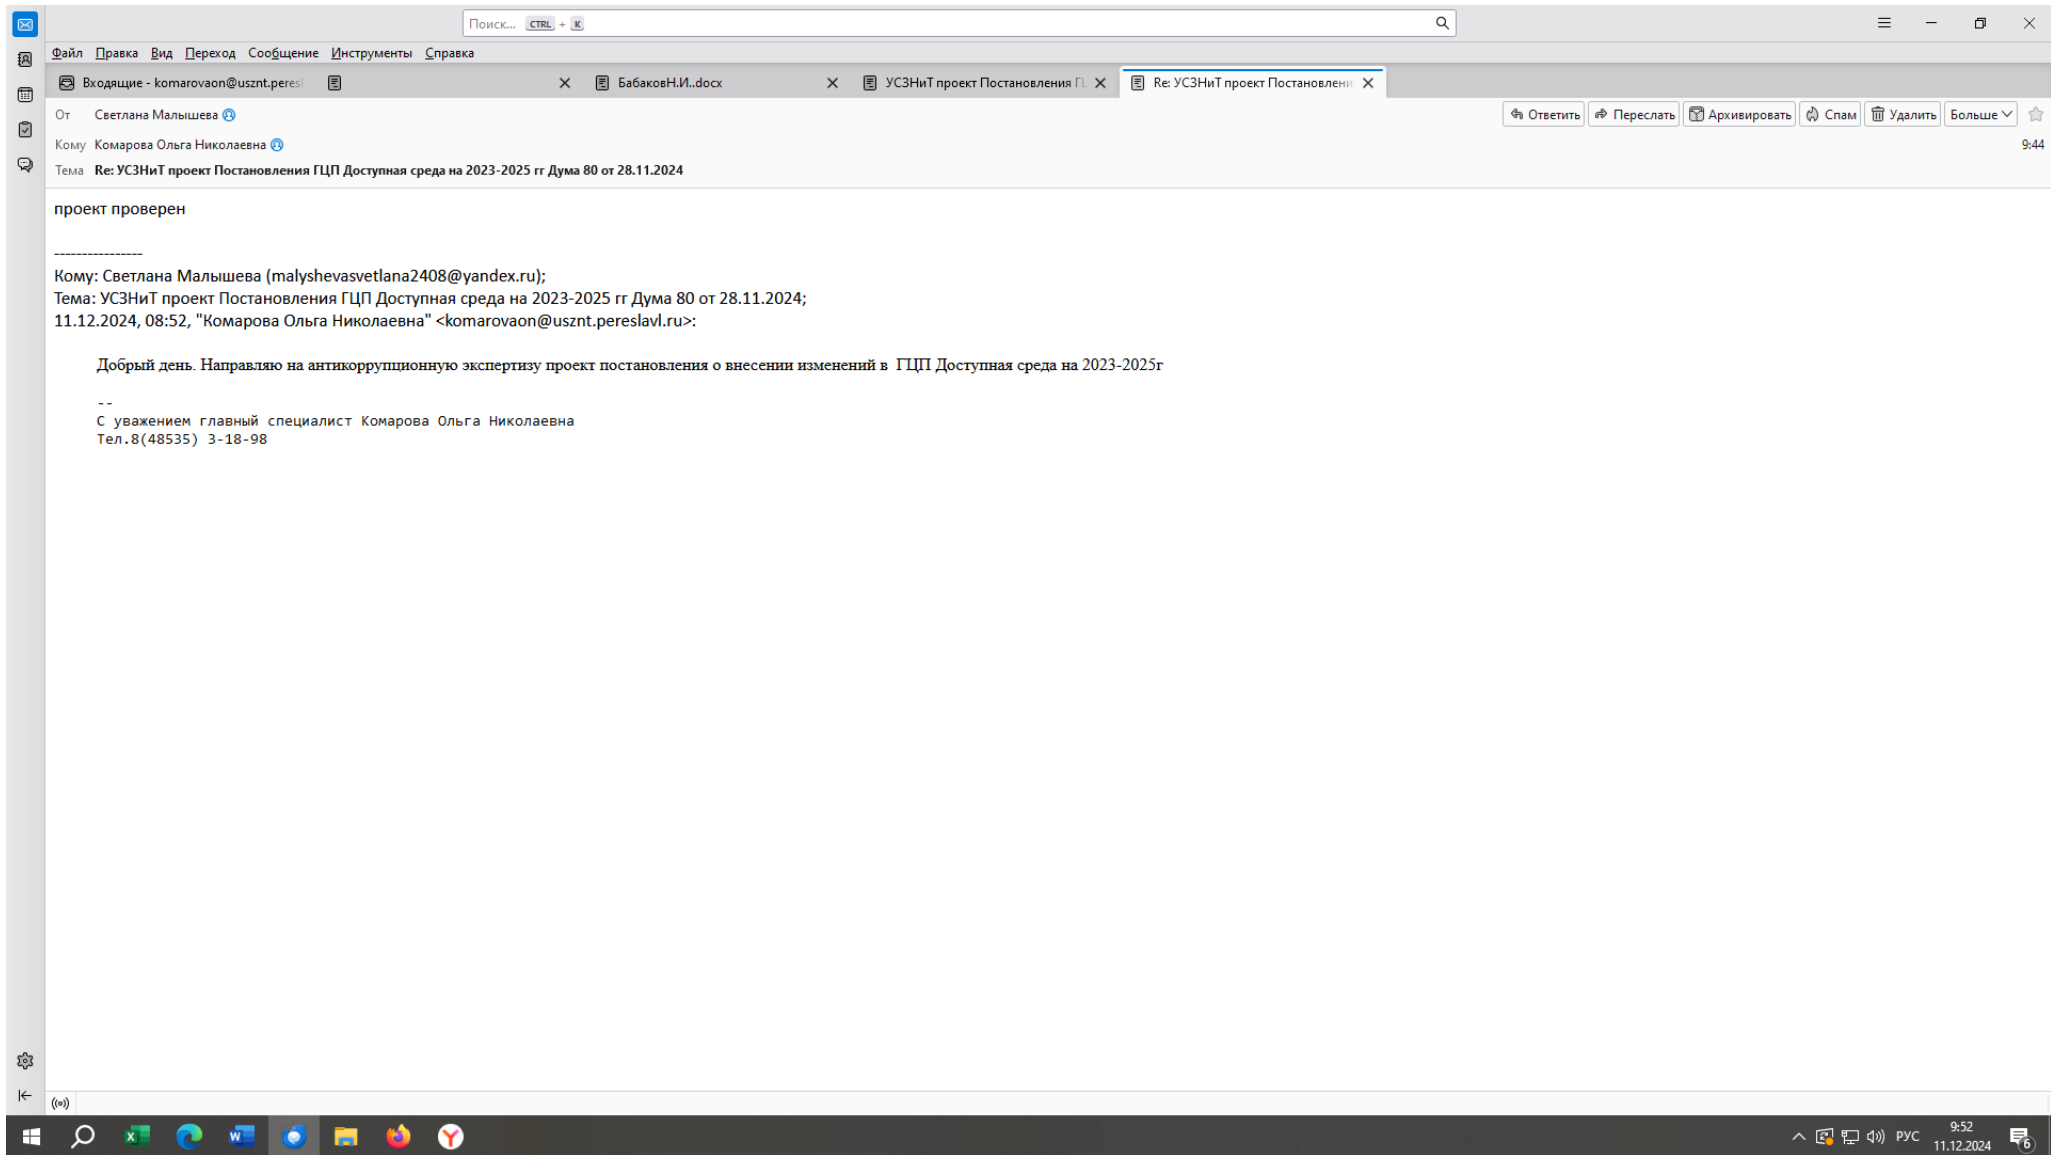 Поиск... CTRL + K
Файл Правка Вид Переход Сообщение Инструменты Справка
Входящие - komarovaon@usznt.peresl
БабаковН.И..docx
УСЗНиТ проект Постановления ГЦ
Re: УСЗНиТ проект Постановлени
От Светлана Малышева
Ответить Переслать Архивировать Спам Удалить Больше
Кому Комарова Ольга Николаевна
9:44
Тема Re: УСЗНиТ проект Постановления ГЦП Доступная среда на 2023-2025 гг Дума 80 от 28.11.2024
проект проверен
----------------
Кому: Светлана Малышева (malyshevasvetlana2408@yandex.ru);
Тема: УСЗНиТ проект Постановления ГЦП Доступная среда на 2023-2025 гг Дума 80 от 28.11.2024;
11.12.2024, 08:52, "Комарова Ольга Николаевна" <komarovaon@usznt.pereslavl.ru>:
Добрый день. Направляю на антикоррупционную экспертизу проект постановления о внесении изменений в  ГЦП Доступная среда на 2023-2025г
--
С уважением главный специалист Комарова Ольга Николаевна
Тел.8(48535) 3-18-98
РУС
9:52
11.12.2024
6